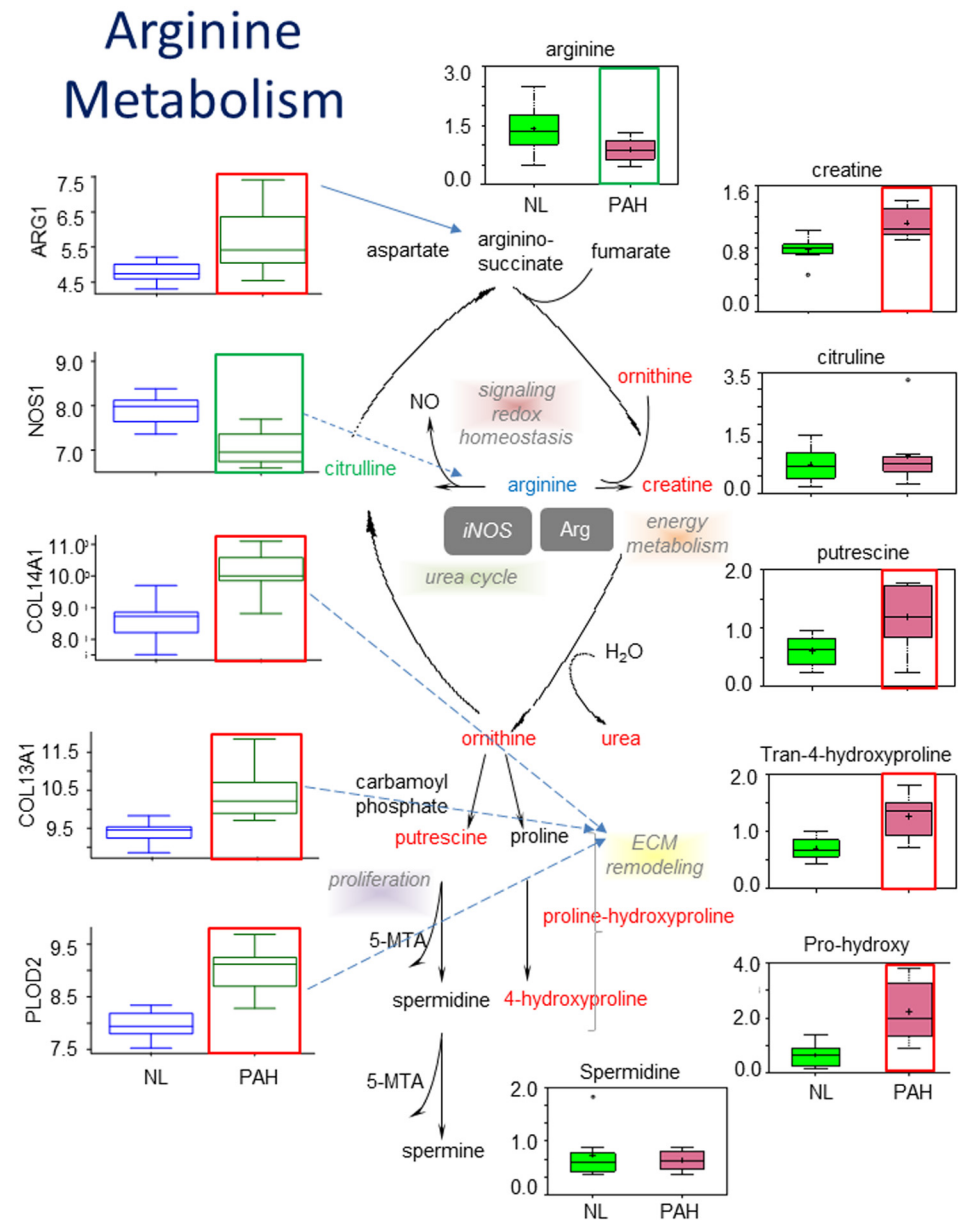 Arginine
Metabolism
arginine
3.0
1.5
0.0
NL
PAH
ARG1
7.5
6.5
5.5
4.5
aspartate
arginino-
succinate
fumarate
creatine
1.6
0.8
0.0
NOS1
9.0
8.0
7.0
citrulline
NO
signaling
redox
homeostasis
ornithine
arginine
creatine
iNOS
Arg
energy
metabolism
urea cycle
citruline
3.5
1.5
0.0
COL14A1
11.0
10.0
9.0
8.0
H2O
ornithine
urea
putrescine
2.0
1.0
0.0
COL13A1
11.5
10.5
9.5
carbamoyl
phosphate
putrescine
proline
ECM
remodeling
proliferation
proline-hydroxyproline
Tran-4-hydroxyproline
2.0
1.0
0.0
PLOD2
9.5
8.5
7.5
NL
PAH
5-MTA
spermidine
4-hydroxyproline
5-MTA
spermine
Pro-hydroxy
4.0
2.0
0.0
NL
PAH
Spermidine
2.0
1.0
0.0
NL
PAH